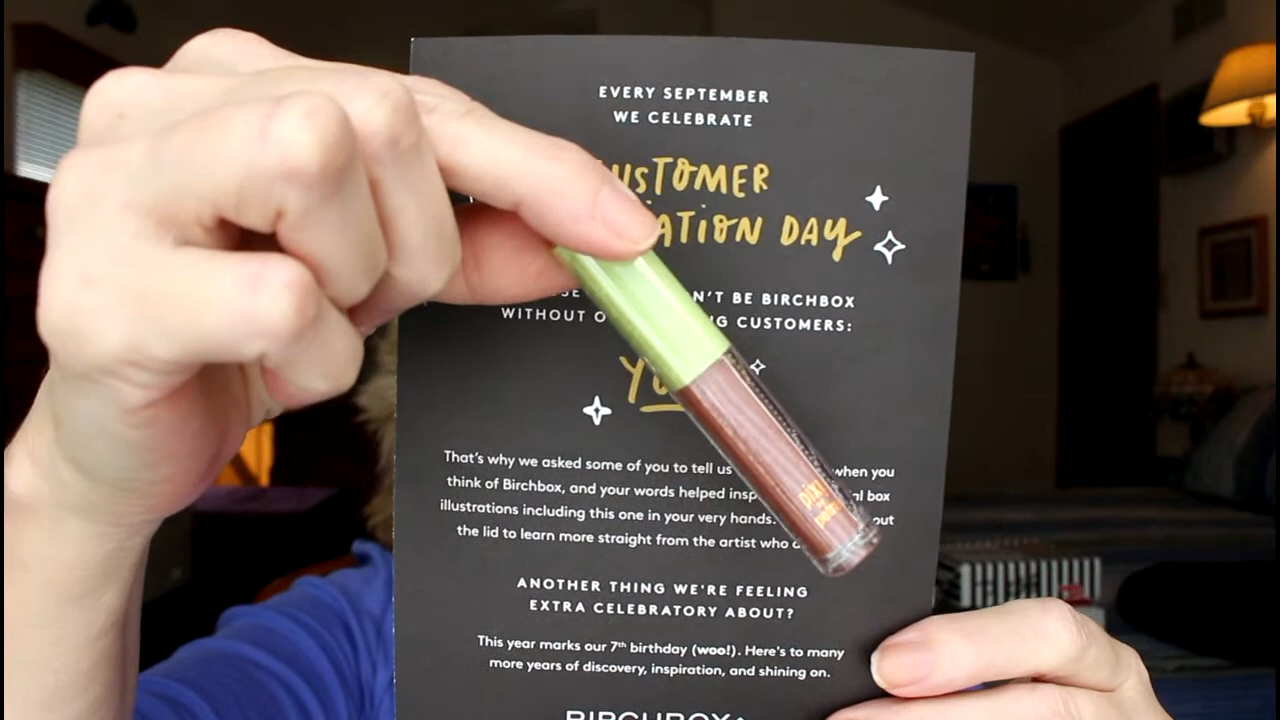 EVERY SEPTEMBER
WE CELEBRATE
CUSTOMER
ATION DAY
N'T BE BIRCHBOX
WITHOUT G CUSTOMERS:
YOU
That's why we asked some of you to tell us when you
think of Birchbox, and your words helped insp al box
illustrations including this one in your very hands. out
the lid to learn more straight from the artist who
ANOTHER THING WE'RE FEELING
EXTRA CELEBRATORY ABOUT?
This year marks our 7th birthday (woo!). Here's to many
more years of discovery, inspiration, and shining on.
BIRCHBOX
pixi